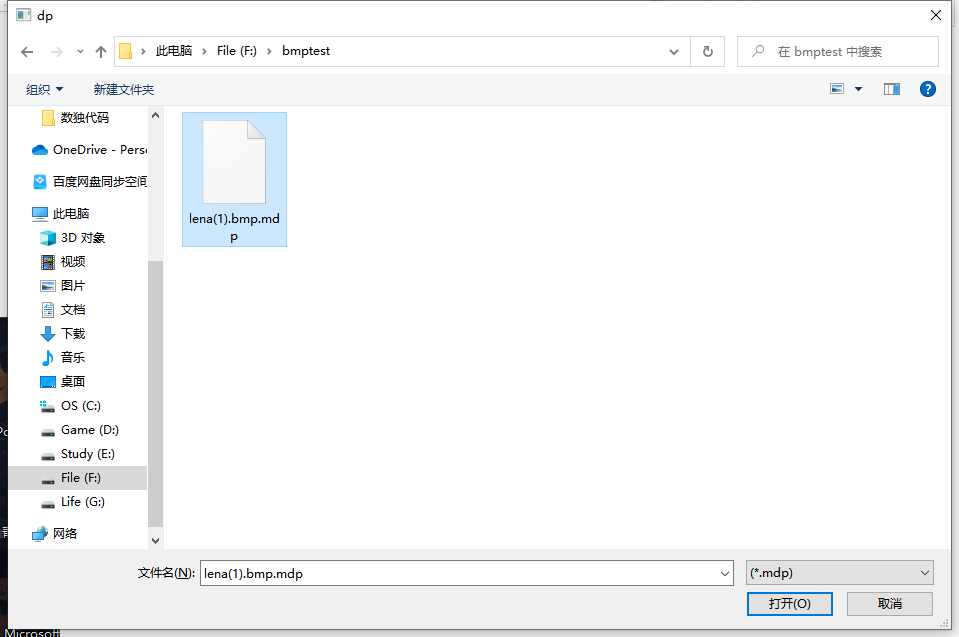 dp
此电脑 > File (F:) > bmptest
在 bmptest 中搜索
组织
新建文件夹
数独代码
OneDrive - Pers
百度网盘同步空间
此电脑
3D 对象
视频
图片
文档
下载
音乐
桌面
OS (C:)
Game (D:)
Study (E:)
File (F:)
Life (G:)
网络
lena(1).bmp.md
p
文件名(N):
lena(1).bmp.mdp
(*.mdp)
打开(O)
取消
Microsoft